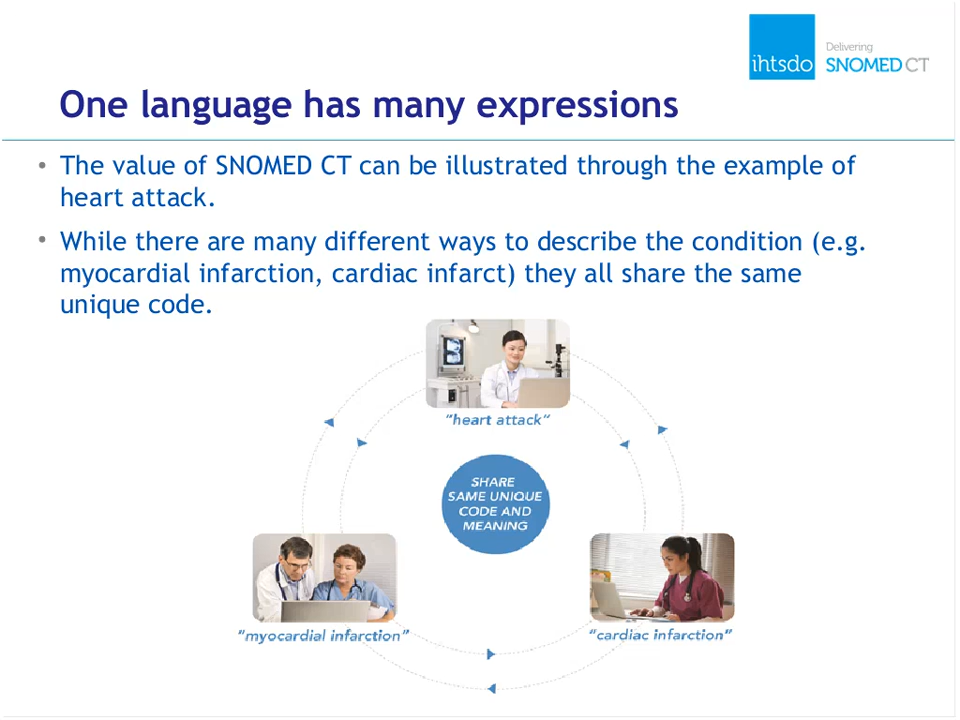 ihtsdo
Delivering
SNOMED CT
One language has many expressions
• The value of SNOMED CT can be illustrated through the example of
heart attack.
• While there are many different ways to describe the condition (e.g.
myocardial infarction, cardiac infarct) they all share the same
unique code.
"heart attack"
SHARE
SAME UNIQUE
CODE AND
MEANING
"myocardial infarction"
"cardiac infarction"